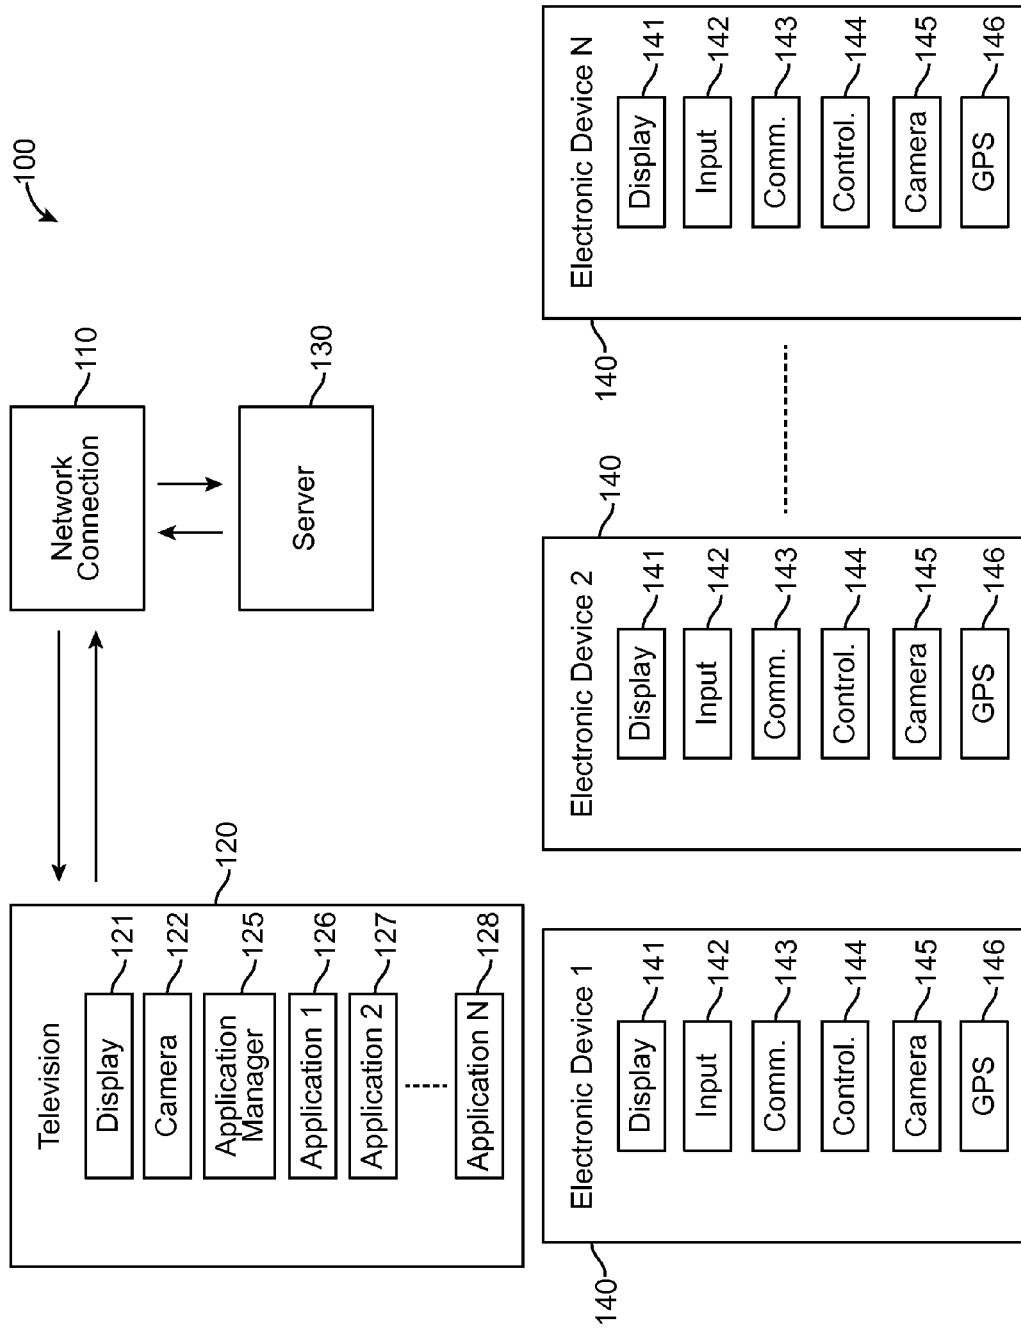 100
Television
Display
121
Camera
122
Application
Manager
125
Application 1
126
Application 2
127
Application N
128
120
Network
Connection
110
Server
130
Electronic Device 1
Display
141
Input
142
Comm.
143
Control.
144
Camera
145
GPS
146
140
Electronic Device 2
Display
141
Input
142
Comm.
143
Control.
144
Camera
145
GPS
146
140
Electronic Device N
Display
141
Input
142
Comm.
143
Control.
144
Camera
145
GPS
146
140